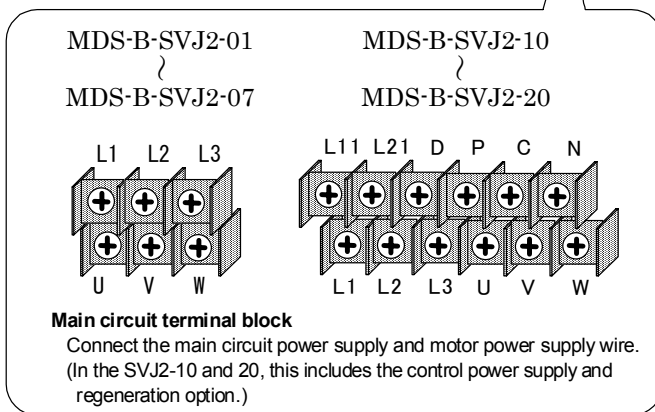 MDS-B-SVJ2-01
~
MDS-B-SVJ2-07
L1 L2 L3
U V W
MDS-B-SVJ2-10
~
MDS-B-SVJ2-20
L11 L21 D P C N
L1 L2 L3 U V W
Main circuit terminal block
Connect the main circuit power supply and motor power supply wire.
(In the SVJ2-10 and 20, this includes the control power supply and
regeneration option.)